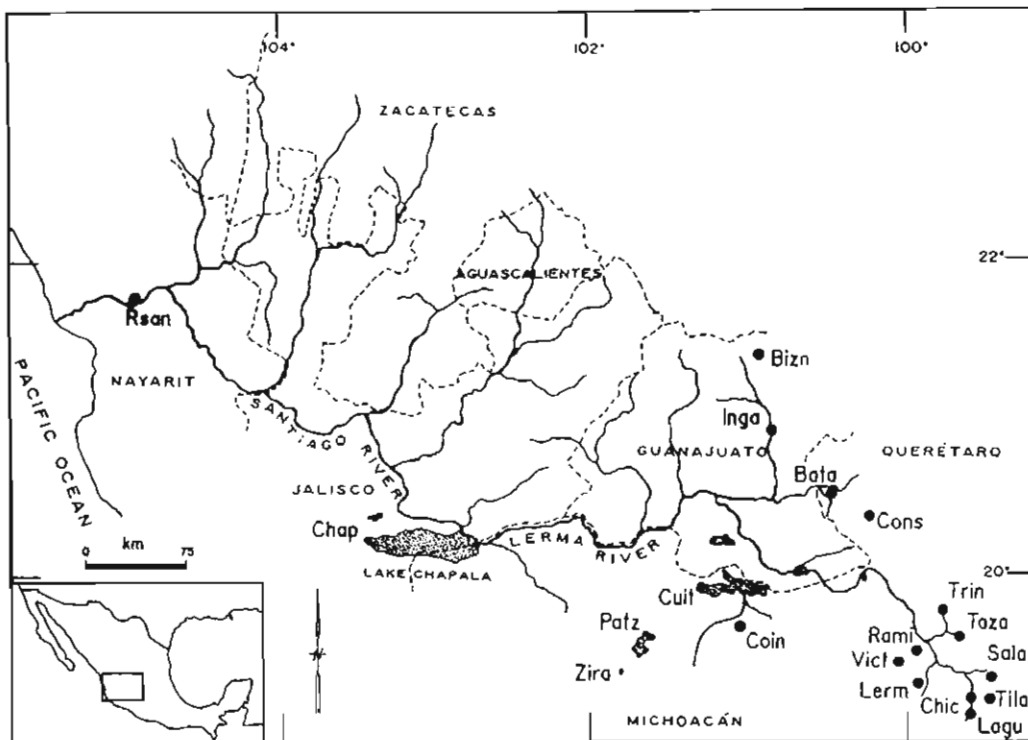 104°
102°
100°
ZACATECAS
22°
AGUASCALIENTES
Rsan
Bizn
NAYARIT
PACIFIC OCEAN
SANTIAGO RIVER
Inga
GUANAJUATO
QUERÉTARO
Bata
JALISCO
Chap
Cons
LERMA RIVER
0 km 75
LAKE CHAPALA
20°
Cuit
Trin
Patz
Coin
Taza
Rami
Vict
Sala
Zira
Lerm
Chic
Tila
Lagu
MICHOACÁN
N